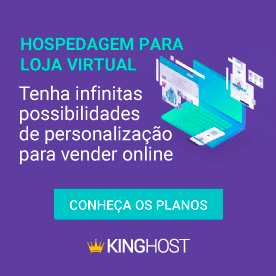 HOSPEDAGEM PARA
LOJA VIRTUAL
Tenha infinitas
possibilidades
de personalização
para vender online
CONHEÇA OS PLANOS
KINGHOST